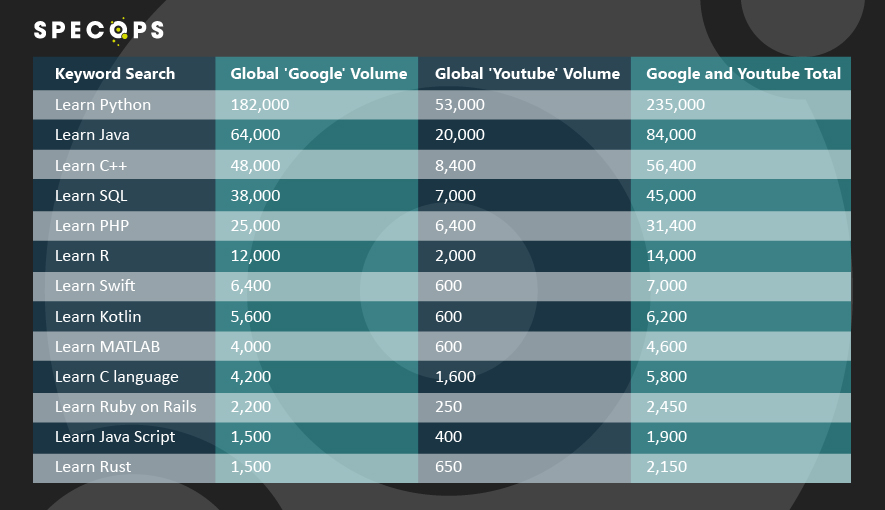 SPECOPS
Keyword Search Global 'Google' Volume Global 'Youtube' Volume Google and Youtube Total
Learn Python 182,000 53,000 235,000
Learn Java 64,000 20,000 84,000
Learn C++ 48,000 8,400 56,400
Learn SQL 38,000 7,000 45,000
Learn PHP 25,000 6,400 31,400
Learn R 12,000 2,000 14,000
Learn Swift 6,400 600 7,000
Learn Kotlin 5,600 600 6,200
Learn MATLAB 4,000 600 4,600
Learn C language 4,200 1,600 5,800
Learn Ruby on Rails 2,200 250 2,450
Learn Java Script 1,500 400 1,900
Learn Rust 1,500 650 2,150